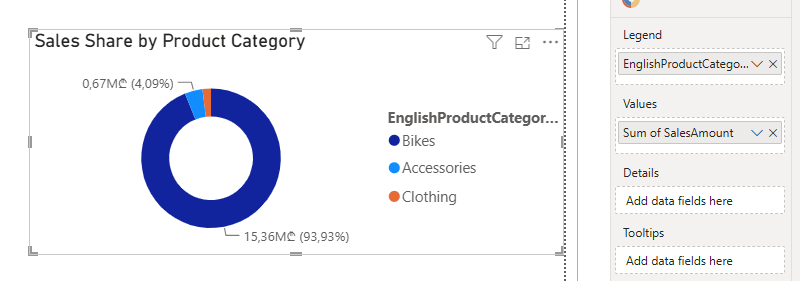 Sales Share by Product Category
0,67M₾ (4,09%)
15,36M₾ (93,93%)
EnglishProductCategor...
Bikes
Accessories
Clothing
Legend
EnglishProductCatego...
Values
Sum of SalesAmount
Details
Add data fields here
Tooltips
Add data fields here